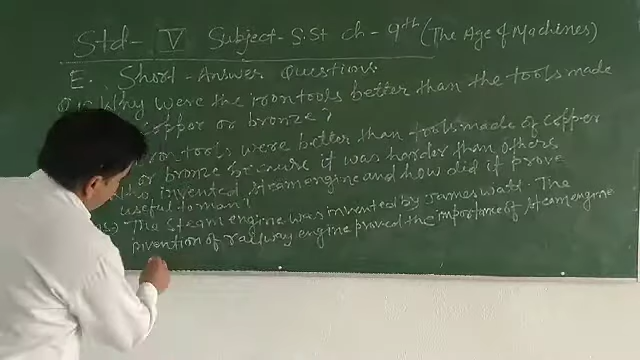 Std- V Subject- S.St ch- 9th (The Age of Machines)
E. Short-Answer Questions
Why were the iron tools better than the tools made
copper or bronze?
iron tools were better than tools made of copper
or bronze because it was harder than others
invented steam engine and how did it prove
useful to man?
The steam engine was invented by James Watt. The
invention of railway engine proved the importance of steam engine